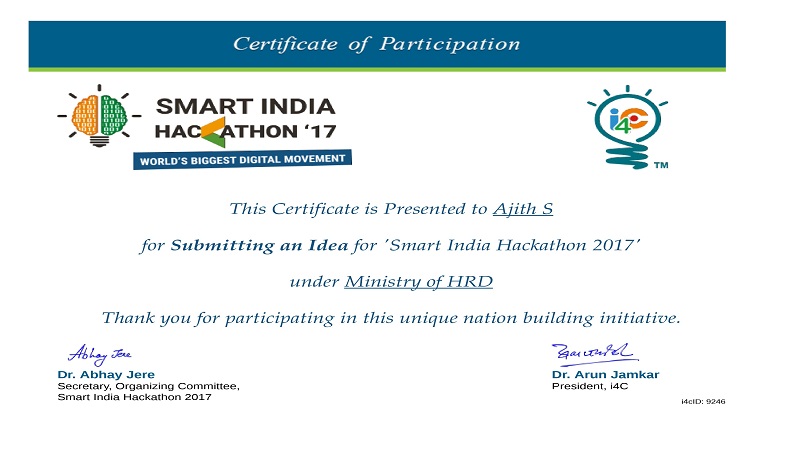 Certificate of Participation
SMART INDIA
HACKATHON ‘17
WORLD'S BIGGEST DIGITAL MOVEMENT
i4C
TM
This Certificate is Presented to Ajith S
for Submitting an Idea for 'Smart India Hackathon 2017'
under Ministry of HRD
Thank you for participating in this unique nation building initiative.
Abhay Jere
Dr. Abhay Jere
Secretary, Organizing Committee,
Smart India Hackathon 2017
Dr. Arun Jamkar
President, i4C
i4cID: 9246